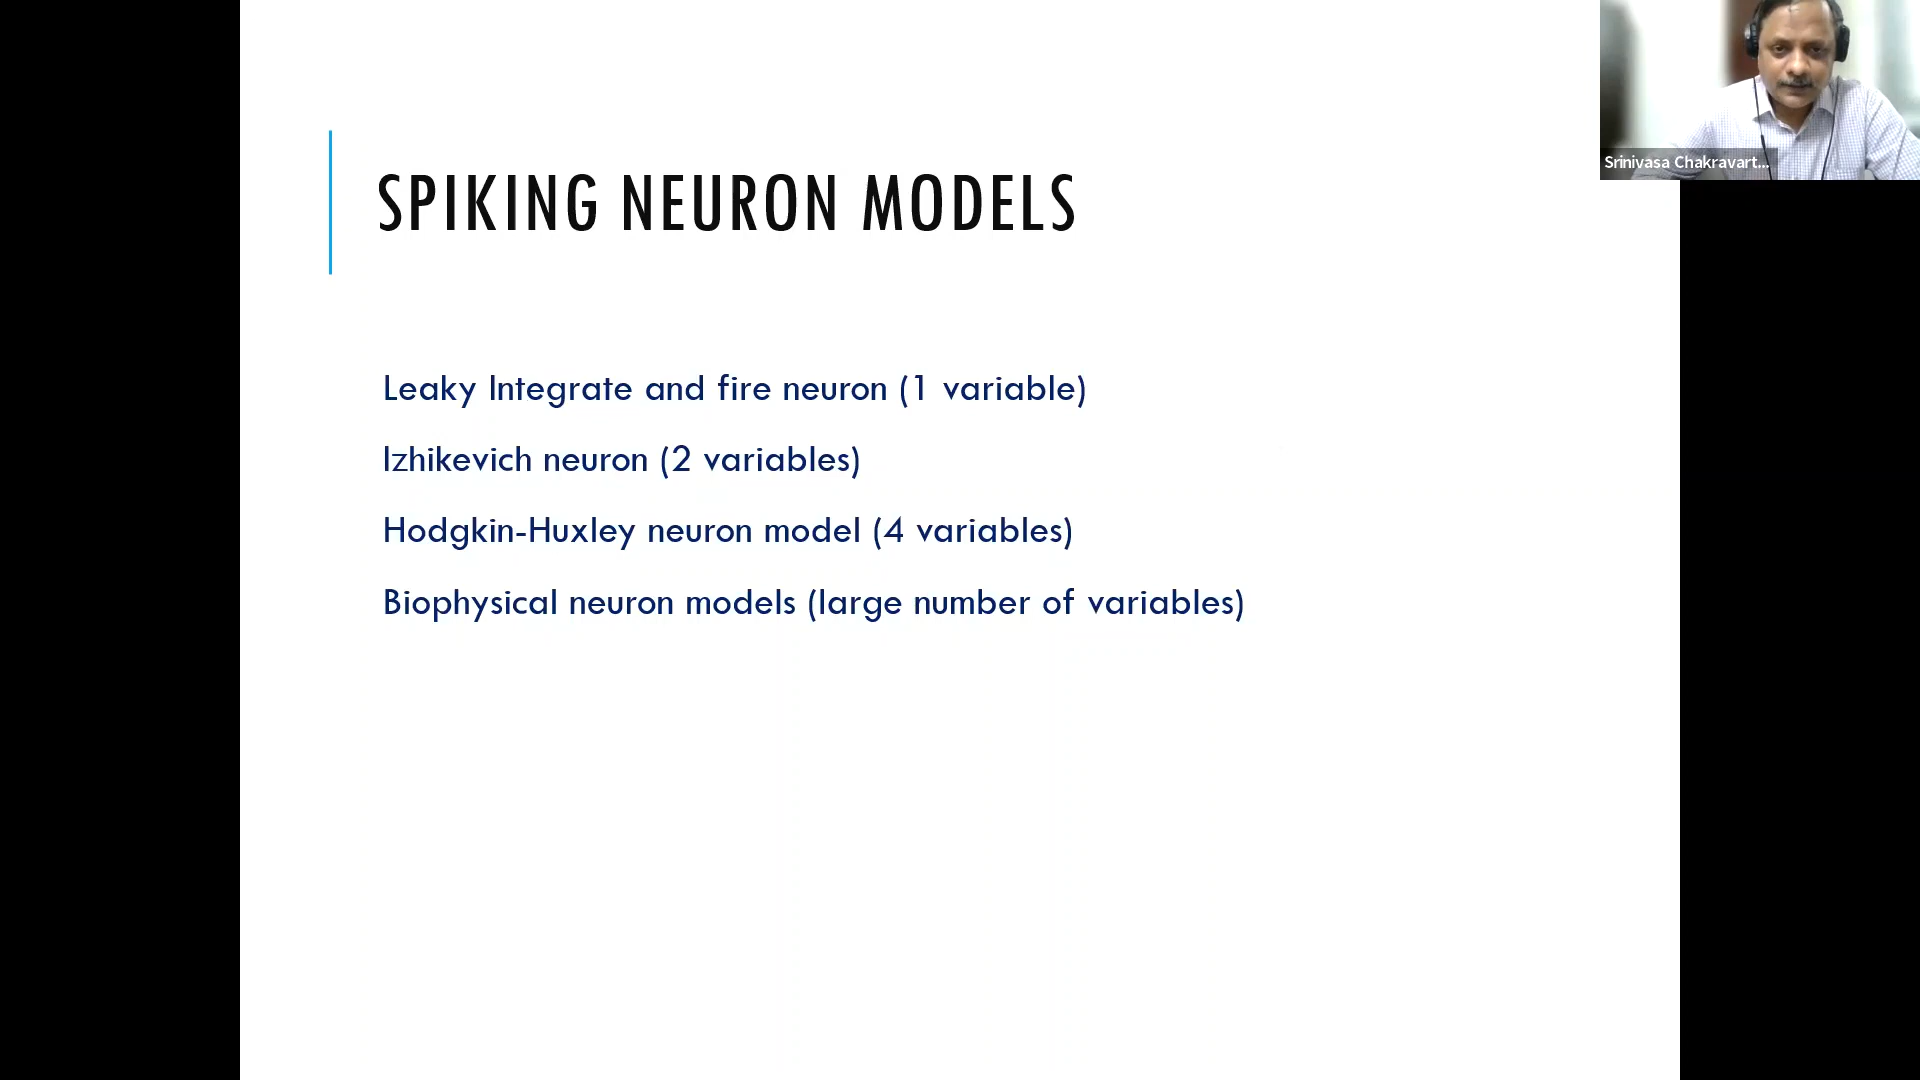 SPIKING NEURON MODELS
Leaky Integrate and fire neuron (1 variable)
Izhikevich neuron (2 variables)
Hodgkin-Huxley neuron model (4 variables)
Biophysical neuron models (large number of variables)
Srinivasa Chakravart...